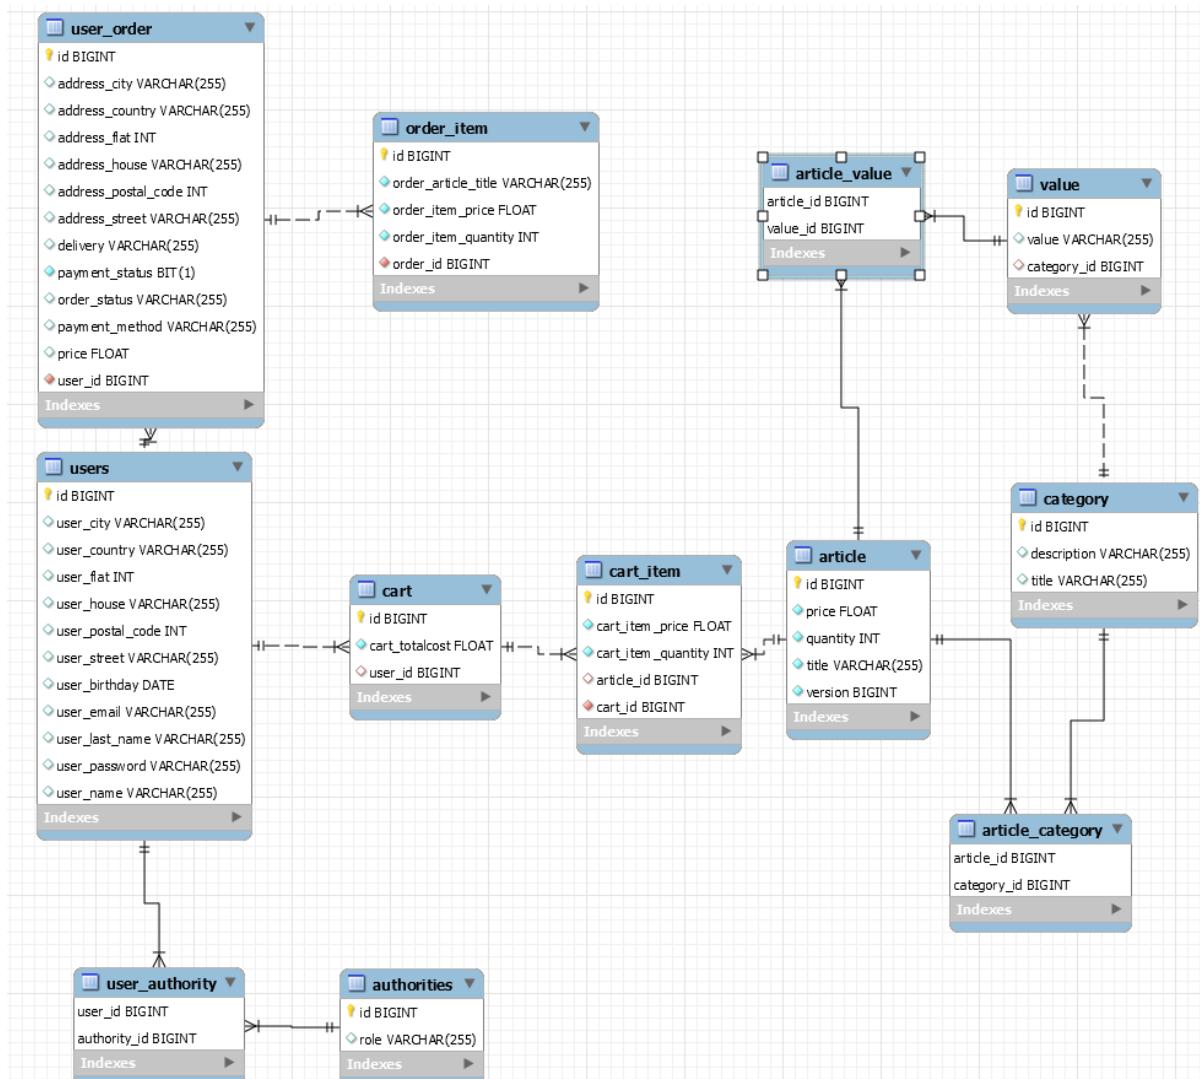 user_order
id BIGINT
address_city VARCHAR(255)
address_country VARCHAR(255)
address_flat INT
address_house VARCHAR(255)
address_postal_code INT
address_street VARCHAR(255)
delivery VARCHAR(255)
payment_status BIT(1)
order_status VARCHAR(255)
payment_method VARCHAR(255)
price FLOAT
user_id BIGINT
Indexes
order_item
id BIGINT
order_article_title VARCHAR(255)
order_item_price FLOAT
order_item_quantity INT
order_id BIGINT
Indexes
article_value
article_id BIGINT
value_id BIGINT
Indexes
value
id BIGINT
value VARCHAR(255)
category_id BIGINT
Indexes
users
id BIGINT
user_city VARCHAR(255)
user_country VARCHAR(255)
user_flat INT
user_house VARCHAR(255)
user_postal_code INT
user_street VARCHAR(255)
user_birthday DATE
user_email VARCHAR(255)
user_last_name VARCHAR(255)
user_password VARCHAR(255)
user_name VARCHAR(255)
Indexes
cart
id BIGINT
cart_totalcost FLOAT
user_id BIGINT
Indexes
cart_item
id BIGINT
cart_item_price FLOAT
cart_item_quantity INT
article_id BIGINT
cart_id BIGINT
Indexes
article
id BIGINT
price FLOAT
quantity INT
title VARCHAR(255)
version BIGINT
Indexes
category
id BIGINT
description VARCHAR(255)
title VARCHAR(255)
Indexes
article_category
article_id BIGINT
category_id BIGINT
Indexes
user_authority
user_id BIGINT
authority_id BIGINT
Indexes
authorities
id BIGINT
role VARCHAR(255)
Indexes